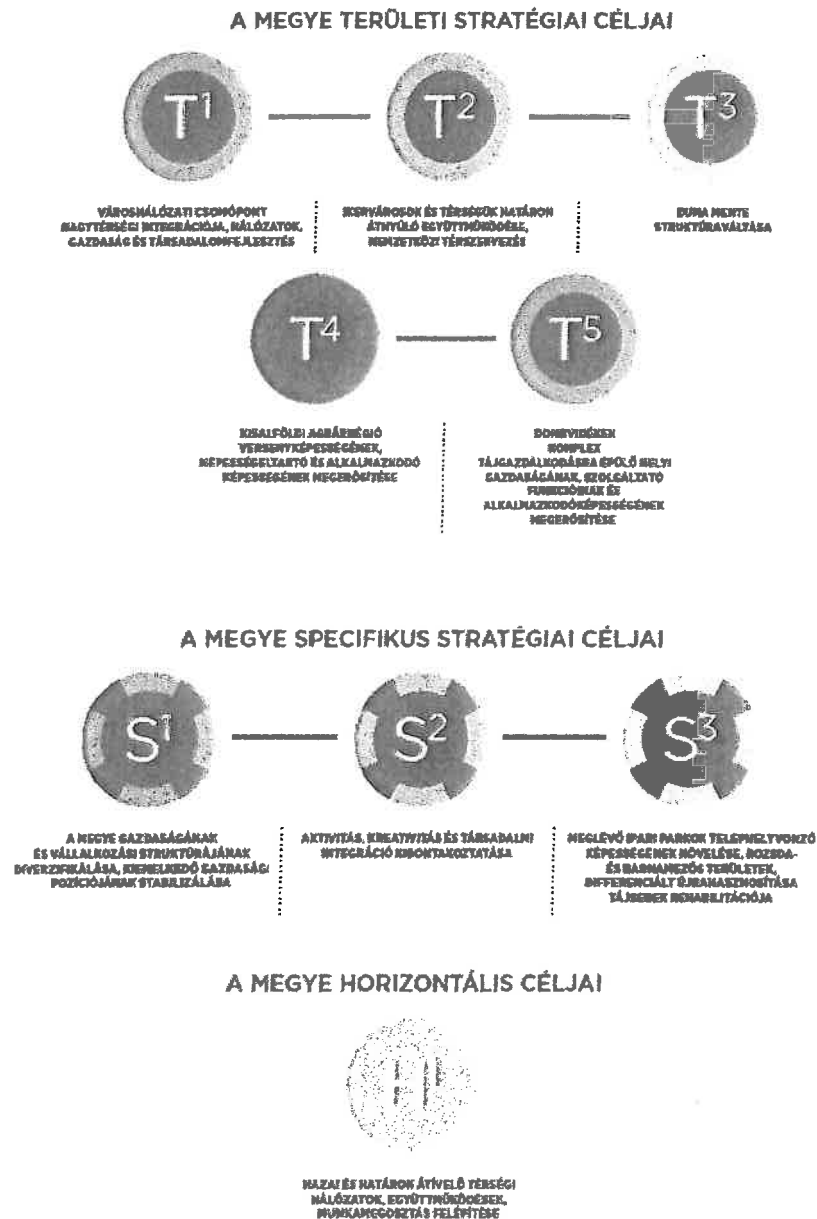 A MEGYE TERÜLETI STRATÉGIAI CÉLJAI
T1
T2
T3
VÁROSHÁLÓZATI CSOMÓPONT
NAGYTÉRSÉGI INTEGRÁCIÓJA, HÁLÓZATOK,
GAZDASÁG ÉS TÁRSADALOMFEJLESZTÉS
IKERVÁROSOK ÉS TÉRSÉGÜK HATÁRON
ÁTNYÚLÓ EGYÜTTMŰKÖDÉSE,
NEMZETKÖZI TÉRSZERVEZÉS
DUNA MENTE
STRUKTÚRAVÁLTÁSA
T4
T5
KISALFÖLDI AGRÁRRÉGIÓ
VERSENYKÉPESSÉGÉNEK,
NÉPESSÉGELTARTÓ ÉS ALKALMAZKODÓ
KÉPESSÉGÉNEK MEGERŐSÍTÉSE
DOMBVIDÉKEK
KOMPLEX
TÁJGAZDÁLKODÁSRA ÉPÜLŐ HELYI
GAZDASÁGÁNAK, SZOLGÁLTATÓ
FUNKCIÓINAK ÉS
ALKALMAZKODÓKÉPESSÉGÉNEK
MEGERŐSÍTÉSE
A MEGYE SPECIFIKUS STRATÉGIAI CÉLJAI
S1
S2
S3
A MEGYE GAZDASÁGÁNAK
ÉS VÁLLALKOZÁSI STRUKTÚRÁJÁNAK
DIVERZIFIKÁLÁSA, KIEMELKEDŐ GAZDASÁGI
POZÍCIÓJÁNAK STABILIZÁLÁSA
AKTIVITÁS, KREATIVITÁS ÉS TÁRSADALMI
INTEGRÁCIÓ KIBONTAKOZTATÁSA
MEGLÉVŐ IPARI PARKOK TELEPHELYVONZÓ
KÉPESSÉGÉNEK NÖVELÉSE, ROZSDA-
ÉS BARNAMEZŐS TERÜLETEK,
DIFFERENCIÁLT ÚJRAHASZNOSÍTÁSA
TÁJSEBEK REHABILITÁCIÓJA
A MEGYE HORIZONTÁLIS CÉLJAI
HAZAI ÉS HATÁROK ÁTÍVELŐ TÉRSÉGI
HÁLÓZATOK, EGYÜTTMŰKÖDÉSEK,
MUNKAMEGOSZTÁS FELÉPÍTÉSE